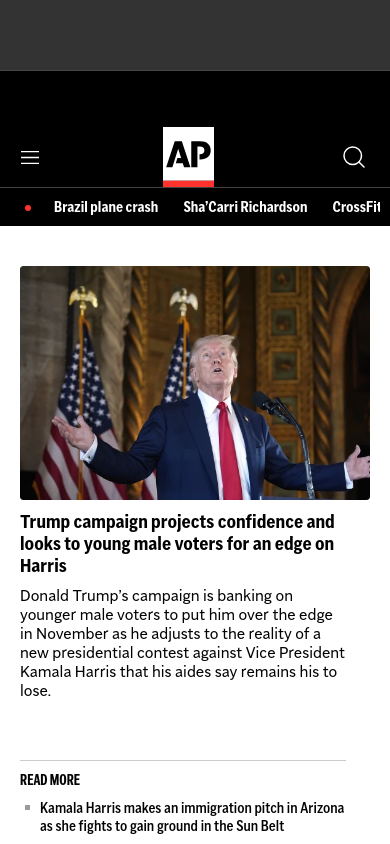 AP
Brazil plane crash Sha'Carri Richardson CrossFit
Trump campaign projects confidence and
looks to young male voters for an edge on
Harris
Donald Trump's campaign is banking on
younger male voters to put him over the edge
in November as he adjusts to the reality of a
new presidential contest against Vice President
Kamala Harris that his aides say remains his to
lose.
READ MORE
Kamala Harris makes an immigration pitch in Arizona
as she fights to gain ground in the Sun Belt